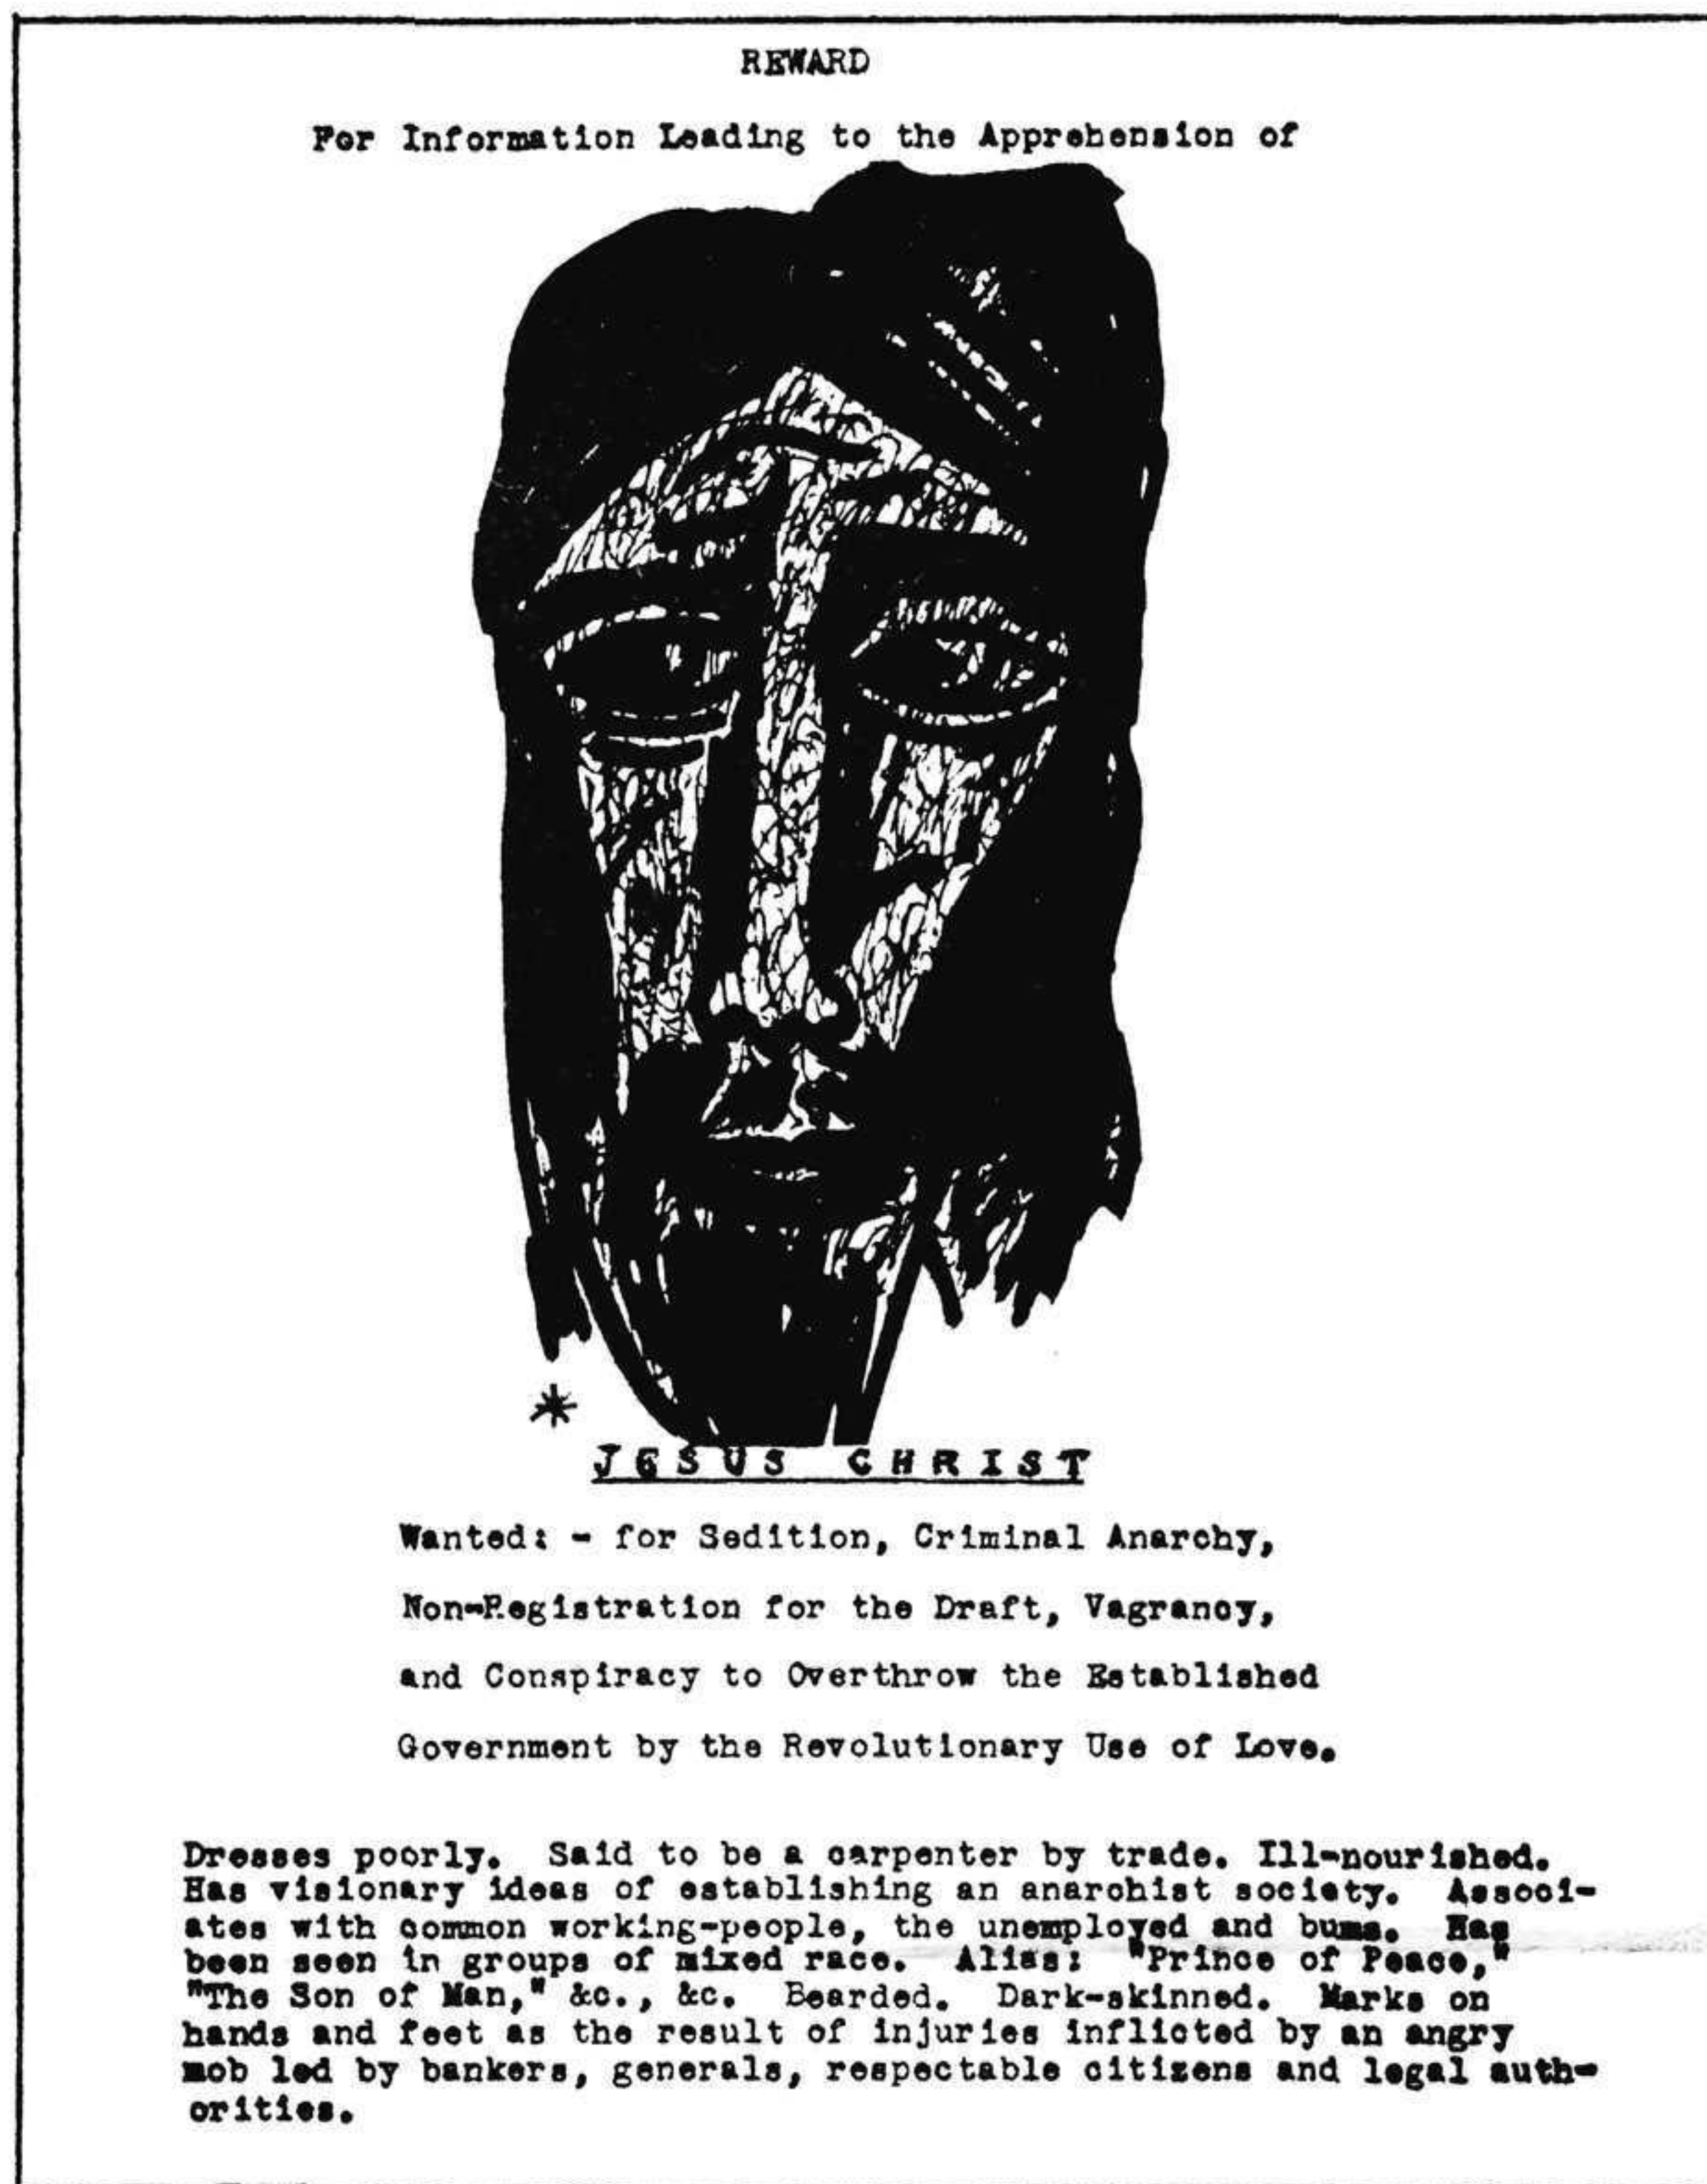 REWARD
For Information Leading to the Apprehension of
*
JESUS CHRIST
Wanted: - for Sedition, Criminal Anarchy,
Non-Registration for the Draft, Vagrancy,
and Conspiracy to Overthrow the Established
Government by the Revolutionary Use of Love.
Dresses poorly. Said to be a carpenter by trade. Ill-nourished.
Has visionary ideas of establishing an anarchist society. Associ-
ates with common working-people, the unemployed and bums. Has
been seen in groups of mixed race. Alias: "Prince of Peace,"
"The Son of Man," &c., &c. Bearded. Dark-skinned. Marks on
hands and feet as the result of injuries inflicted by an angry
mob led by bankers, generals, respectable citizens and legal auth-
orities.